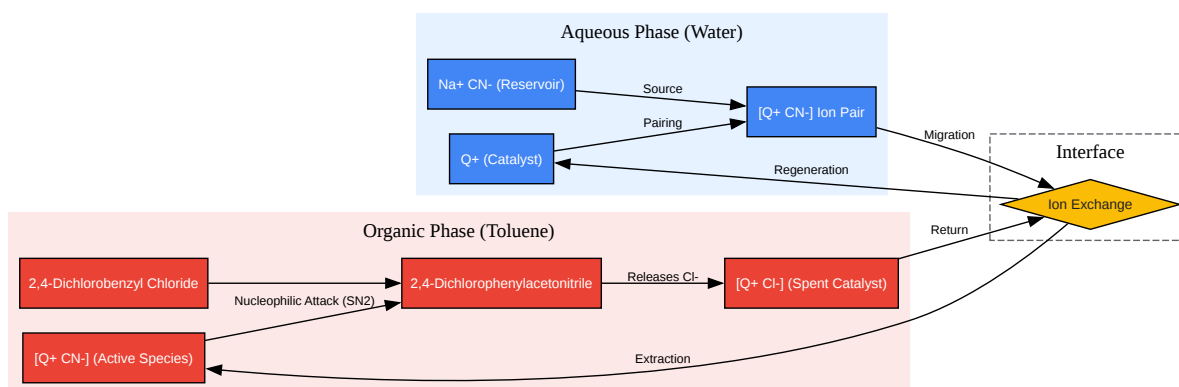 Aqueous Phase (Water)
Na+ CN- (Reservoir)
Source
[Q+ CN-] Ion Pair
Pairing
Q+ (Catalyst)
Migration
Regeneration
Interface
Ion Exchange
Organic Phase (Toluene)
Return
2,4-Dichlorobenzyl Chloride
2,4-Dichlorophenylacetonitrile
Releases Cl-
[Q+ Cl-] (Spent Catalyst)
Nucleophilic Attack (SN2)
[Q+ CN-] (Active Species)
Extraction